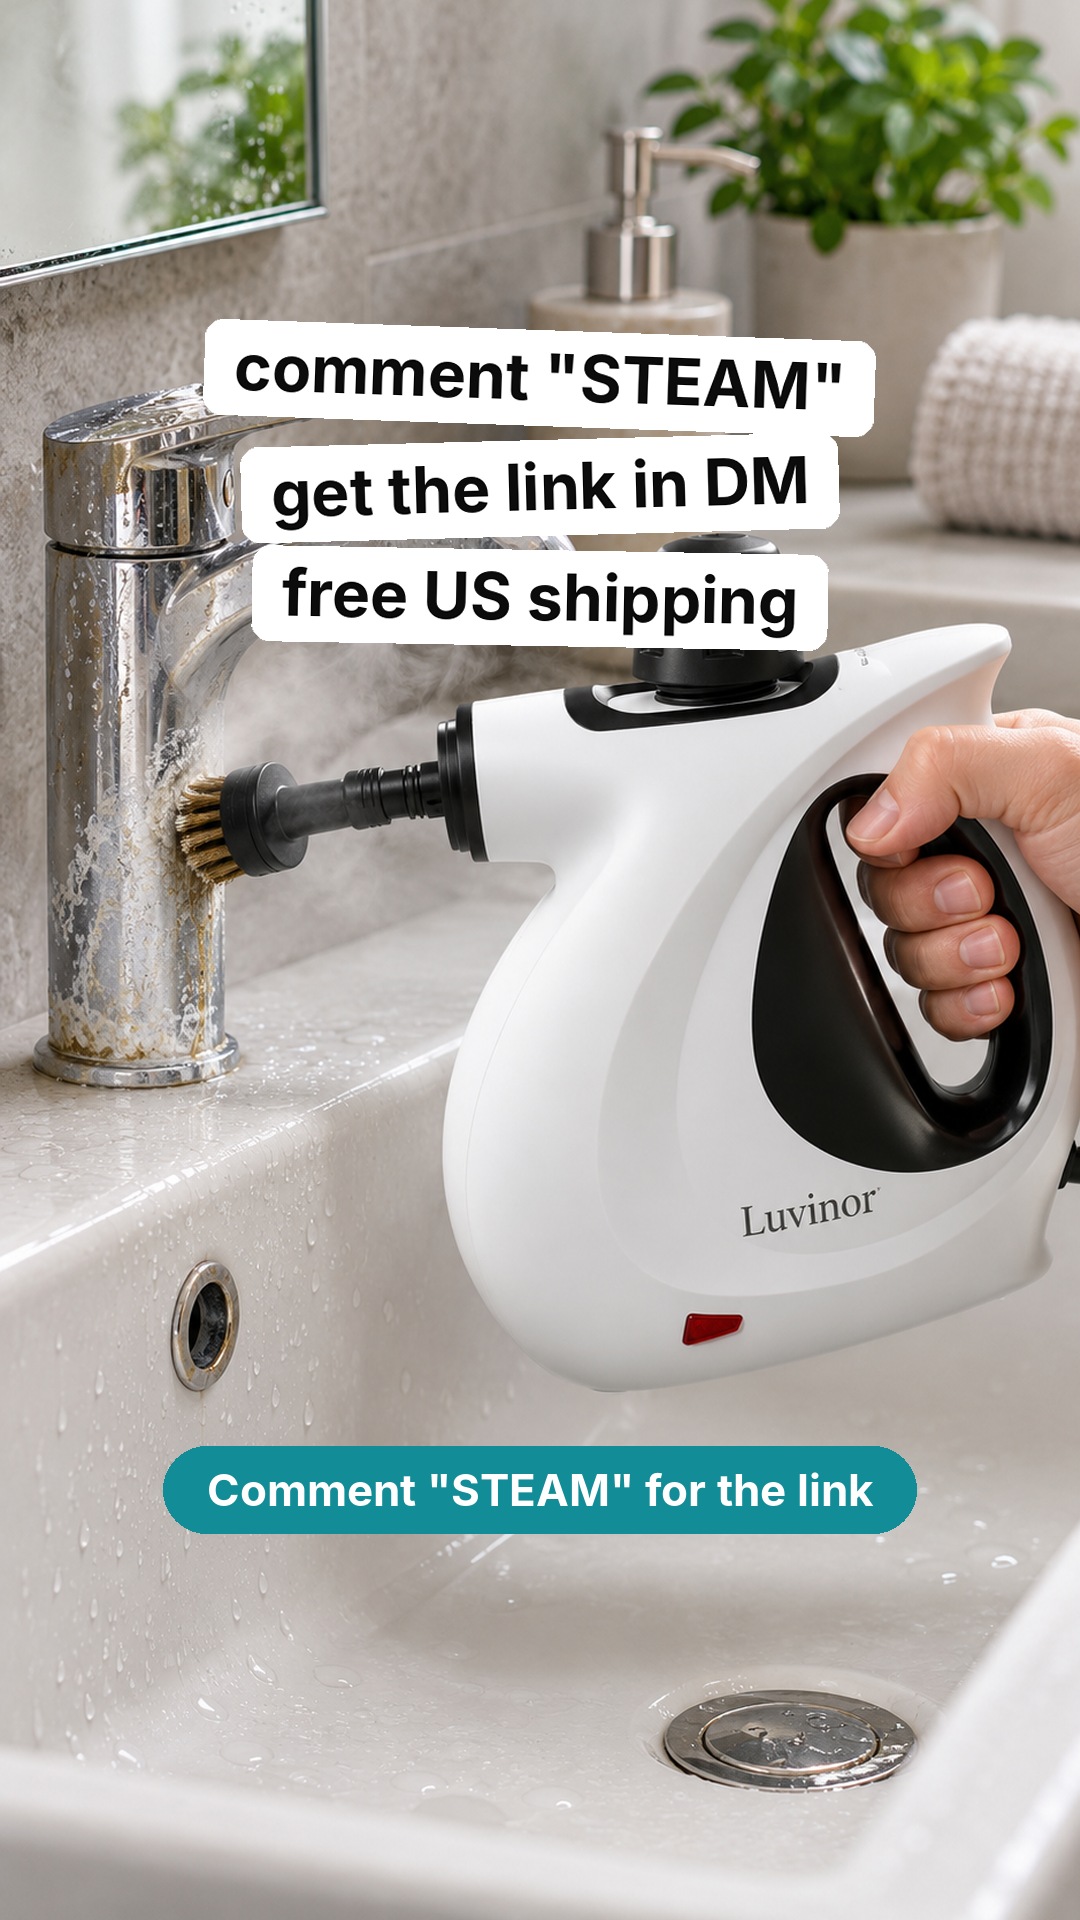 comment "STEAM"
get the link in DM
free US shipping
Luvinor
Comment "STEAM" for the link